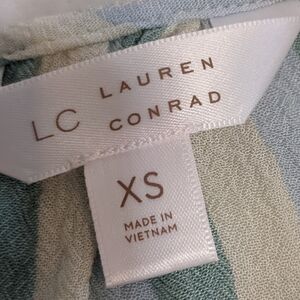 LC LAUREN
CONRAD
XS
MADE IN
VIETNAM